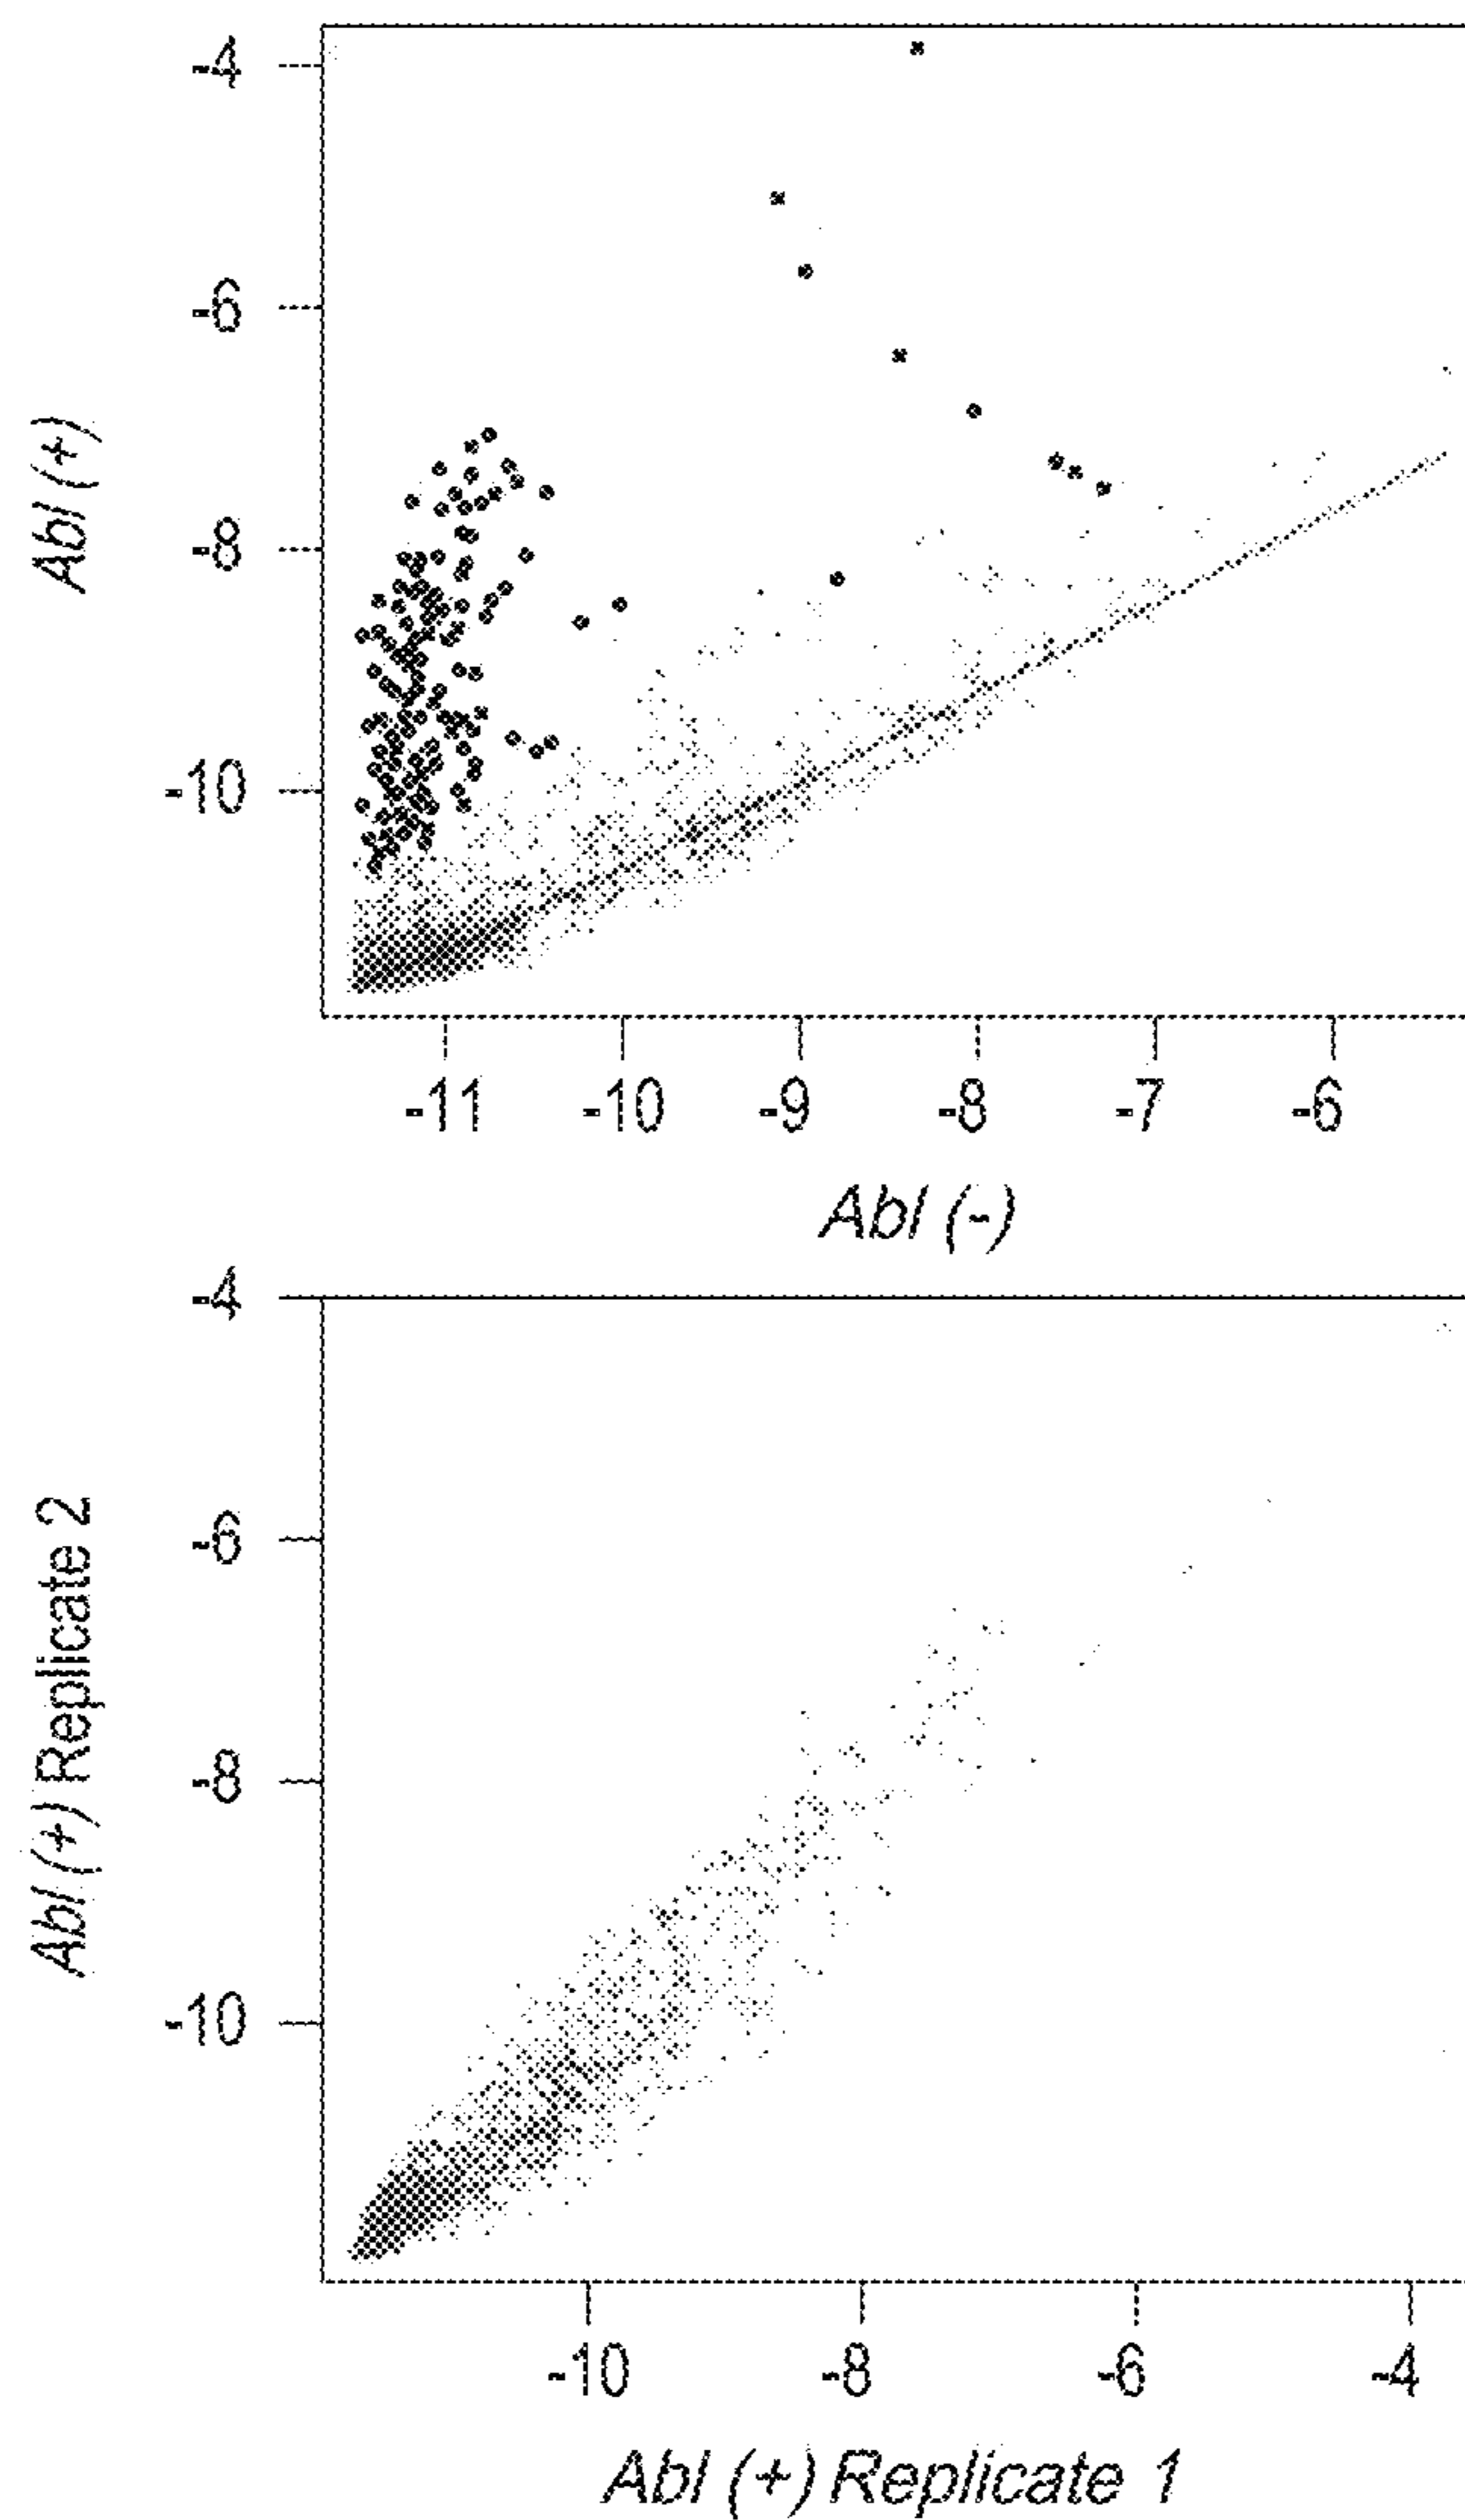 -4
-6
-8
-10
Abl (+)
-11 -10 -9 -8 -7 -6
Abl (-)
-4
-6
-8
-10
Abl (+) Replicate 2
-10 -8 -6 -4
Abl (+) Replicate 1